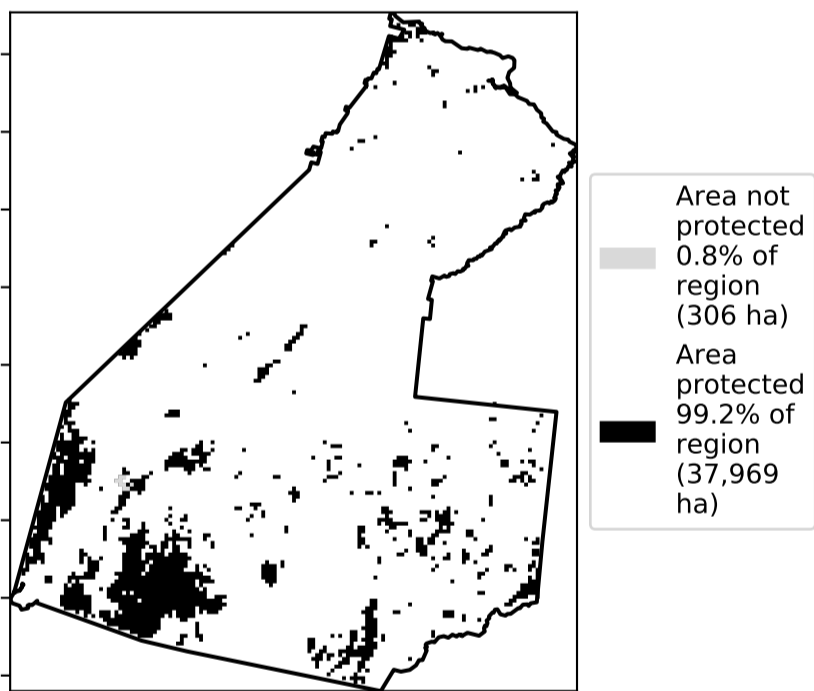 Area not
protected
0.8% of
region
(306 ha)
Area
protected
99.2% of
region
(37,969
ha)